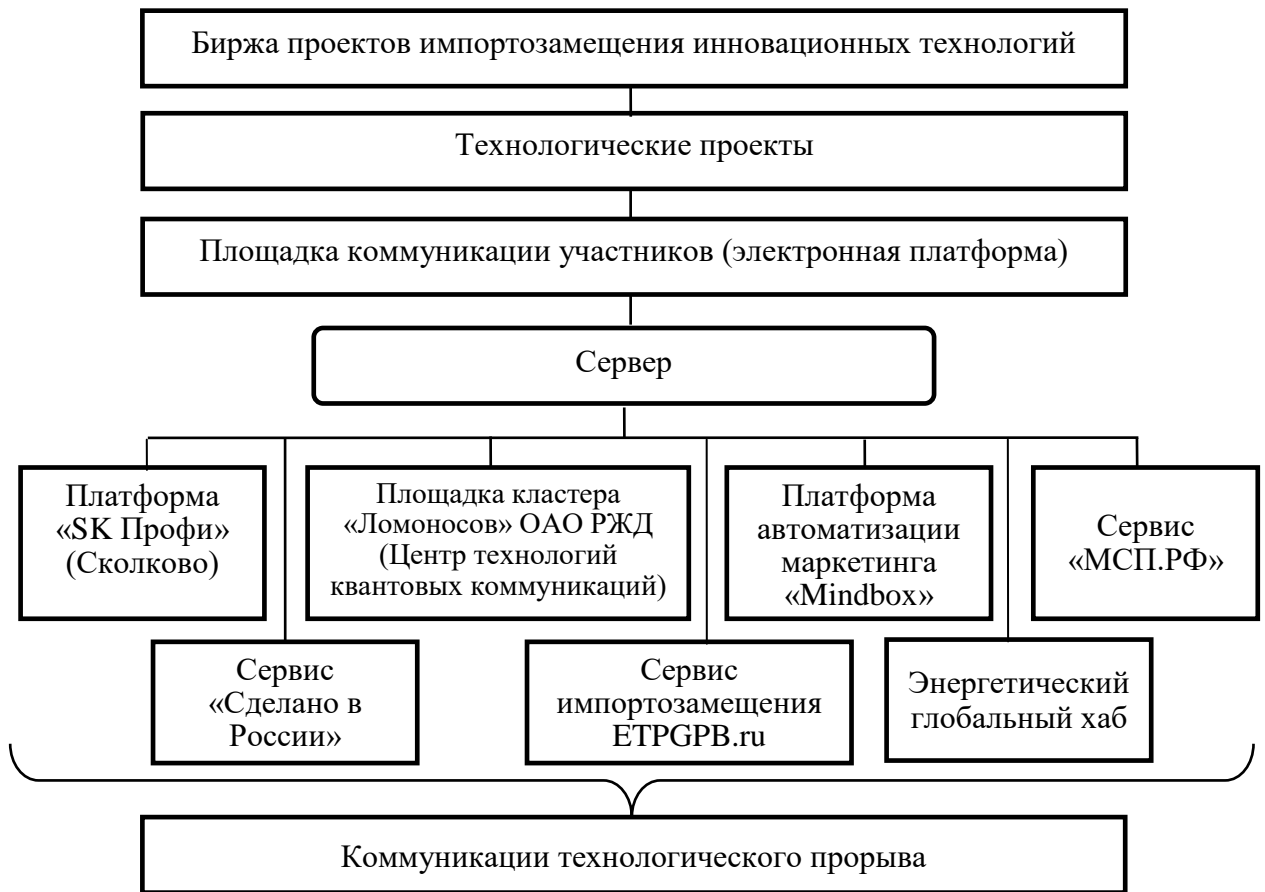 Биржа проектов импортозамещения инновационных технологий
Технологические проекты
Площадка коммуникации участников (электронная платформа)
Сервер
Платформа
«SK Профи»
(Сколково)
Площадка кластера
«Ломоносов» ОАО РЖД
(Центр технологий
квантовых коммуникаций)
Платформа
автоматизации
маркетинга
«Mindbox»
Сервис
«МСП.РФ»
Сервис
«Сделано в
России»
Сервис
импортозамещения
ETPGPB.ru
Энергетический
глобальный хаб
Коммуникации технологического прорыва